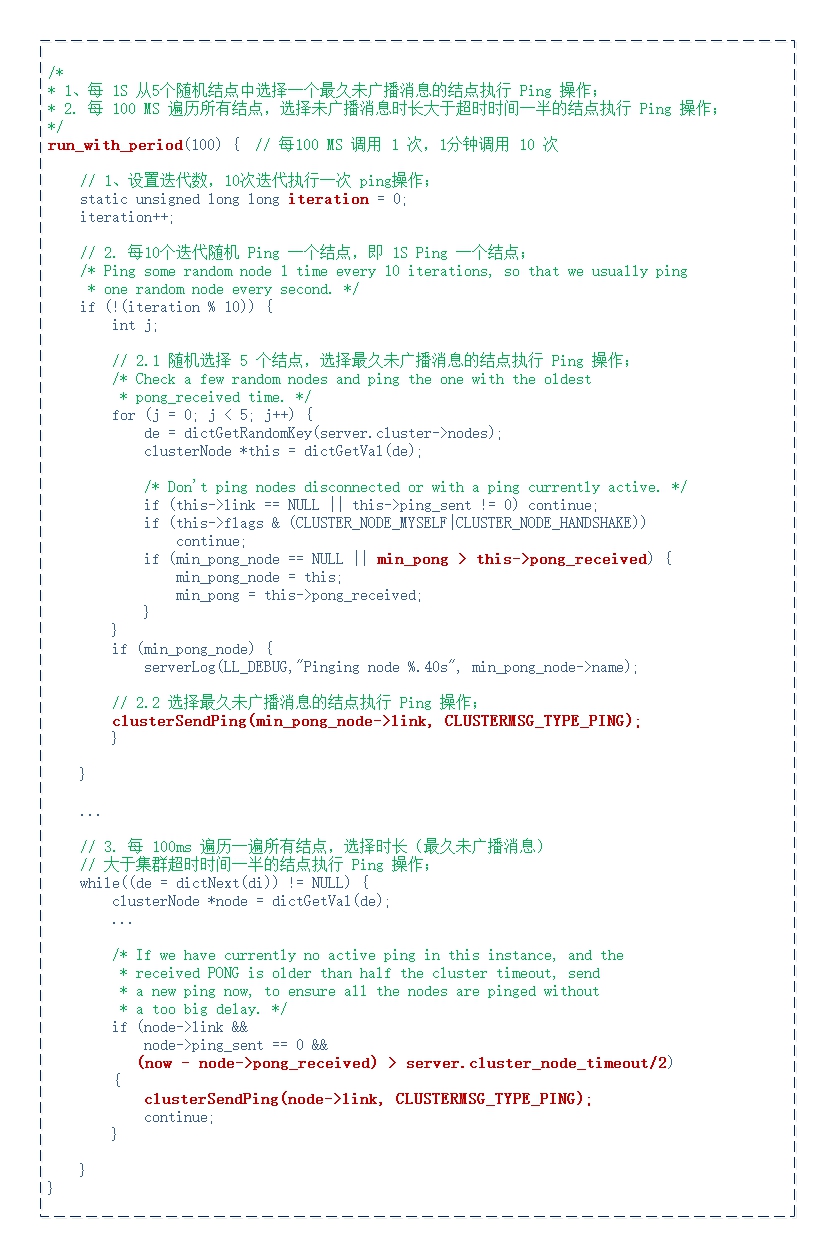 /*
* 1、每 1S 从5个随机结点中选择一个最久未广播消息的结点执行 Ping 操作；
* 2. 每 100 MS 遍历所有结点，选择未广播消息时长大于超时时间一半的结点执行 Ping 操作；
*/
run_with_period(100) {  // 每100 MS 调用 1 次，1分钟调用 10 次
    // 1、设置迭代数，10次迭代执行一次 ping操作；
    static unsigned long long iteration = 0;
    iteration++;
    // 2. 每10个迭代随机 Ping 一个结点，即 1S Ping 一个结点；
    /* Ping some random node 1 time every 10 iterations, so that we usually ping
     * one random node every second. */
    if (!(iteration % 10)) {
        int j;
        // 2.1 随机选择 5 个结点，选择最久未广播消息的结点执行 Ping 操作；
        /* Check a few random nodes and ping the one with the oldest
         * pong_received time. */
        for (j = 0; j < 5; j++) {
            de = dictGetRandomKey(server.cluster->nodes);
            clusterNode *this = dictGetVal(de);
            /* Don't ping nodes disconnected or with a ping currently active. */
            if (this->link == NULL || this->ping_sent != 0) continue;
            if (this->flags & (CLUSTER_NODE_MYSELF|CLUSTER_NODE_HANDSHAKE))
                continue;
            if (min_pong_node == NULL || min_pong > this->pong_received) {
                min_pong_node = this;
                min_pong = this->pong_received;
            }
        }
        if (min_pong_node) {
            serverLog(LL_DEBUG,"Pinging node %.40s", min_pong_node->name);
        // 2.2 选择最久未广播消息的结点执行 Ping 操作；
        clusterSendPing(min_pong_node->link, CLUSTERMSG_TYPE_PING);
        }
    }
    ...
    // 3. 每 100ms 遍历一遍所有结点，选择时长（最久未广播消息）
    // 大于集群超时时间一半的结点执行 Ping 操作；
    while((de = dictNext(di)) != NULL) {
        clusterNode *node = dictGetVal(de);
        ...
        /* If we have currently no active ping in this instance, and the
         * received PONG is older than half the cluster timeout, send
         * a new ping now, to ensure all the nodes are pinged without
         * a too big delay. */
        if (node->link &&
            node->ping_sent == 0 &&
           (now - node->pong_received) > server.cluster_node_timeout/2)
        {
            clusterSendPing(node->link, CLUSTERMSG_TYPE_PING);
            continue;
        }
    }
}